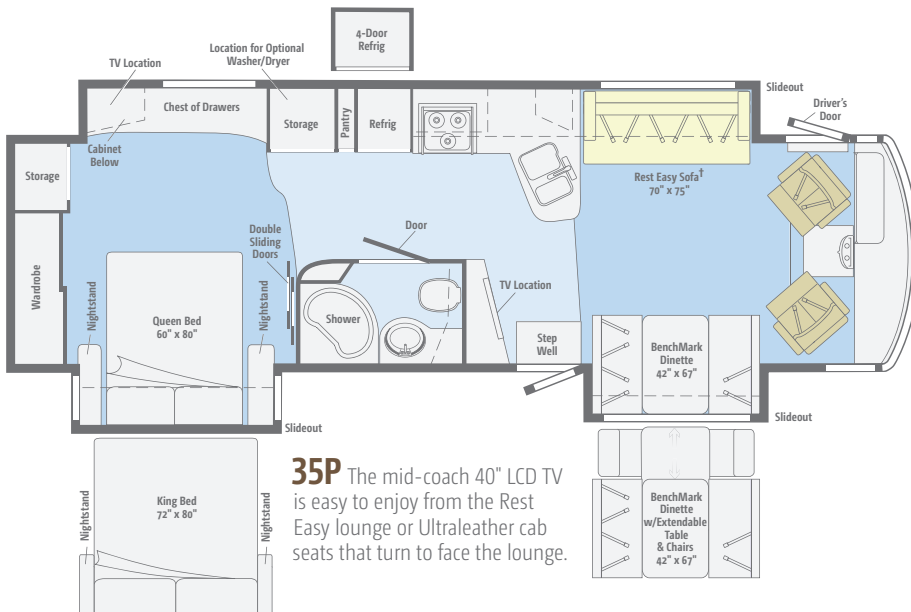 4-Door
Refrig
Location for Optional
Washer/Dryer
TV Location
Slideout
Driver's
Door
Chest of Drawers
Storage
Pantry
Refrig
Cabinet
Below
Storage
Rest Easy Sofa†
70" x 75"
Door
Double
Sliding
Doors
Wardrobe
Nightstand
Queen Bed
60" x 80"
Nightstand
Shower
TV Location
Step
Well
BenchMark
Dinette
42" x 67"
Slideout
Slideout
35P The mid-coach 40" LCD TV
is easy to enjoy from the Rest
Easy lounge or Ultraleather cab
seats that turn to face the lounge.
Nightstand
King Bed
72" x 80"
Nightstand
BenchMark
Dinette
w/Extendable
Table
& Chairs
42" x 67"